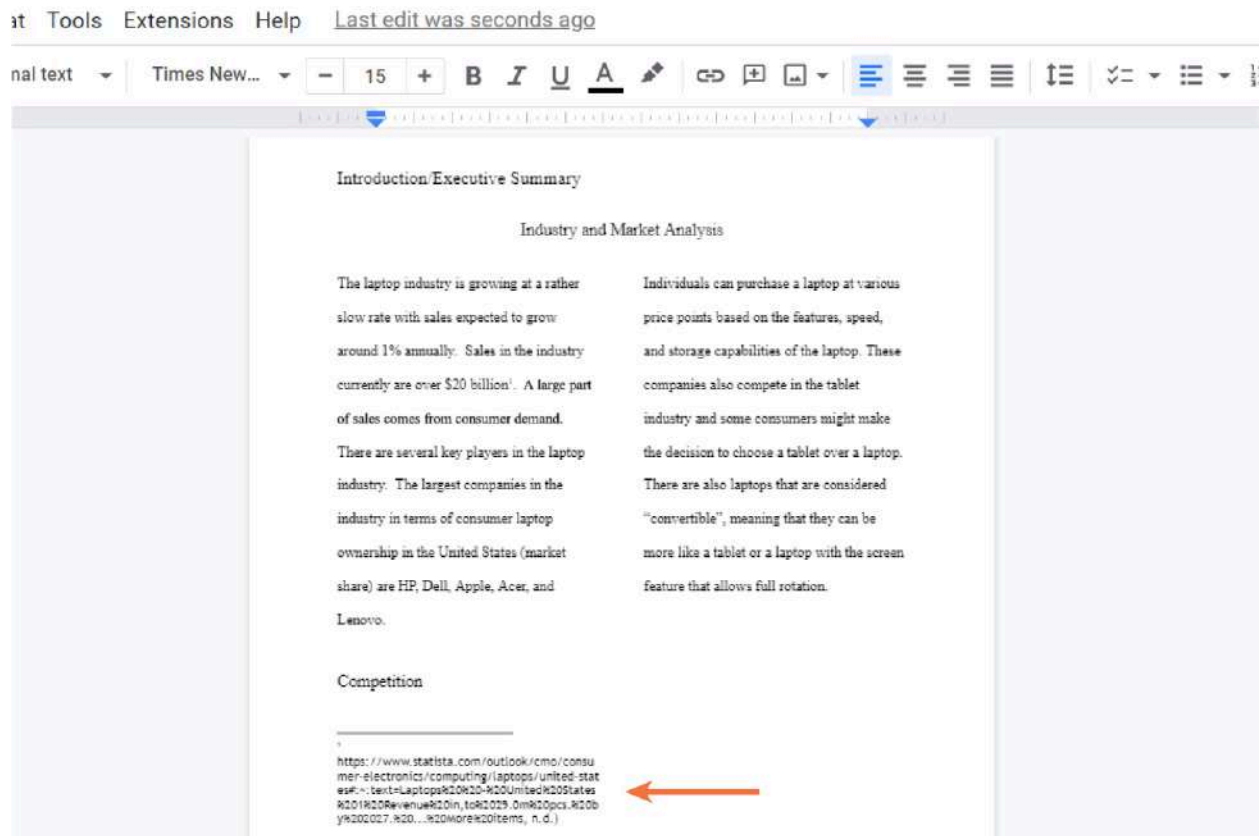 at Tools Extensions Help Last edit was seconds ago
nal text Times New... − 15 + B I U A
Introduction/Executive Summary
Industry and Market Analysis
The laptop industry is growing at a rather
slow rate with sales expected to grow
around 1% annually. Sales in the industry
currently are over $20 billion¹. A large part
of sales comes from consumer demand.
There are several key players in the laptop
industry. The largest companies in the
industry in terms of consumer laptop
ownership in the United States (market
share) are HP, Dell, Apple, Acer, and
Lenovo.
Individuals can purchase a laptop at various
price points based on the features, speed,
and storage capabilities of the laptop. These
companies also compete in the tablet
industry and some consumers might make
the decision to choose a tablet over a laptop.
There are also laptops that are considered
“convertible”, meaning that they can be
more like a tablet or a laptop with the screen
feature that allows full rotation.
Competition
https://www.statista.com/outlook/cmo/consu
mer-electronics/computing/laptops/united-stat
es#:~:text=Laptops%20%20-%20United%20States
%201%20Revenue%20in,to%2029.0m%20pcs.%20b
y%202027.%20...%20More%20items, n.d.)